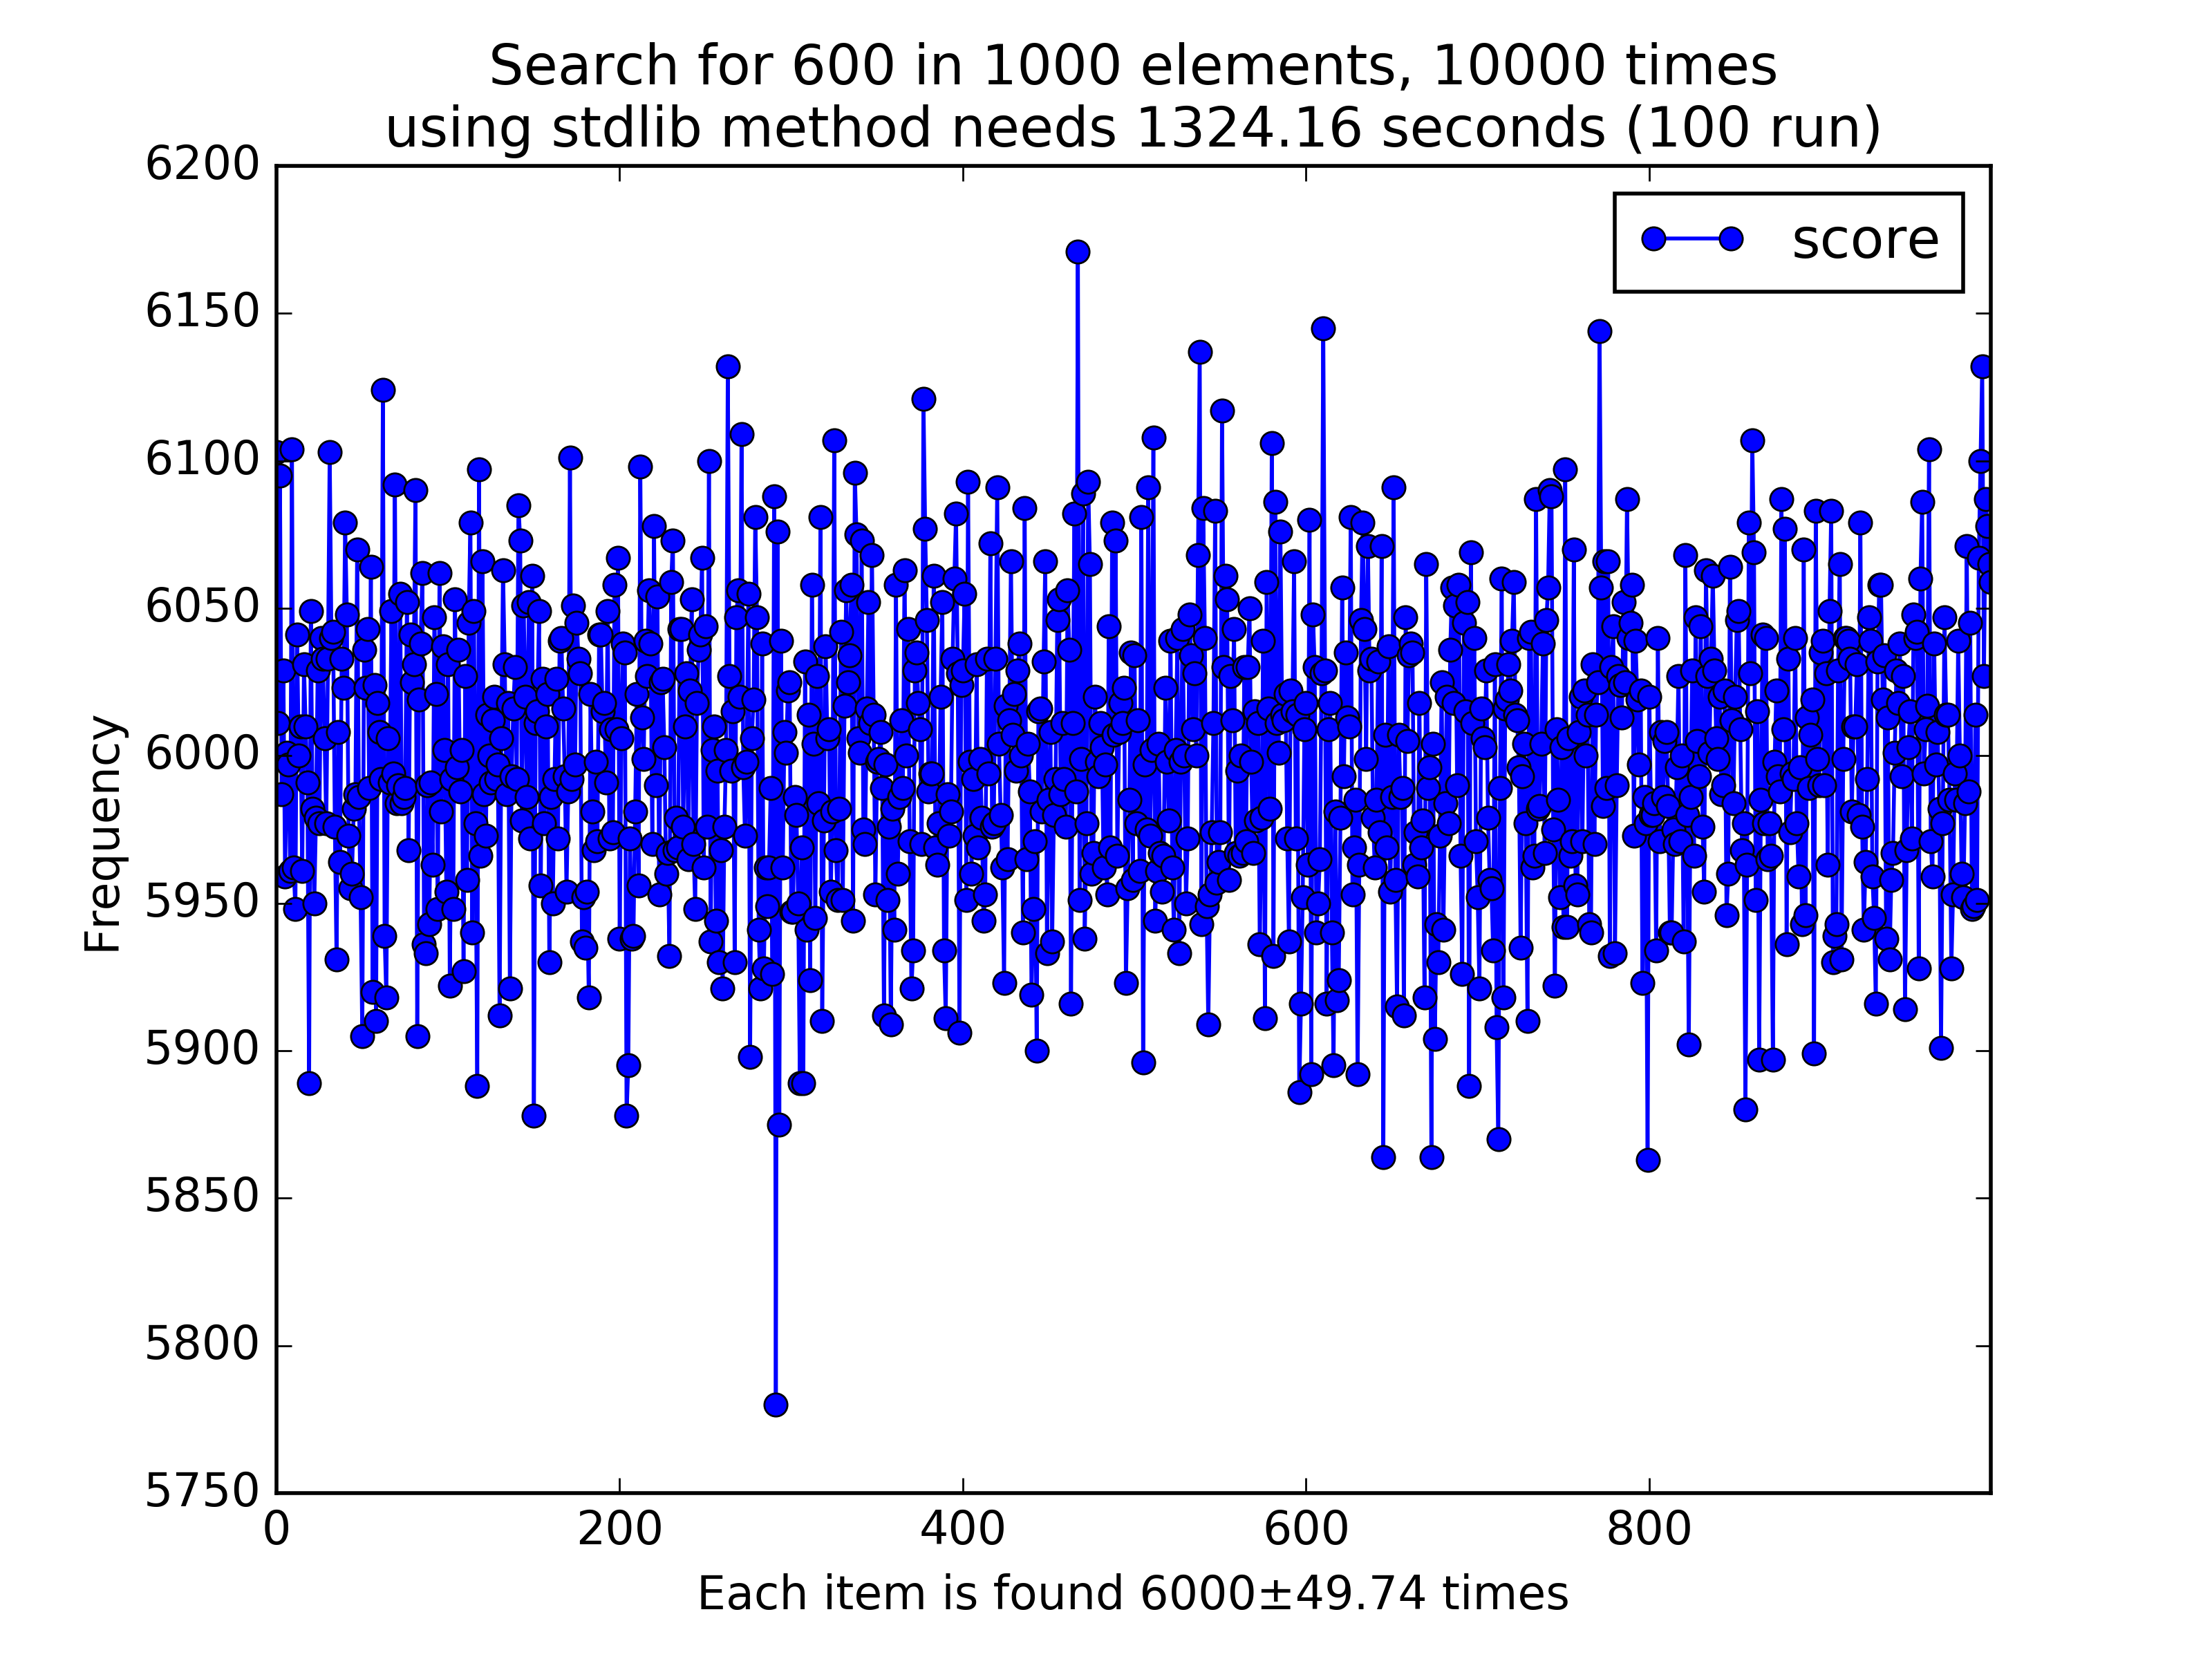 Search for 600 in 1000 elements, 10000 times
using stdlib method needs 1324.16 seconds (100 run)
6200
6150
6100
6050
6000
5950
5900
5850
5800
5750
Frequency
score
0 200 400 600 800
Each item is found 6000±49.74 times